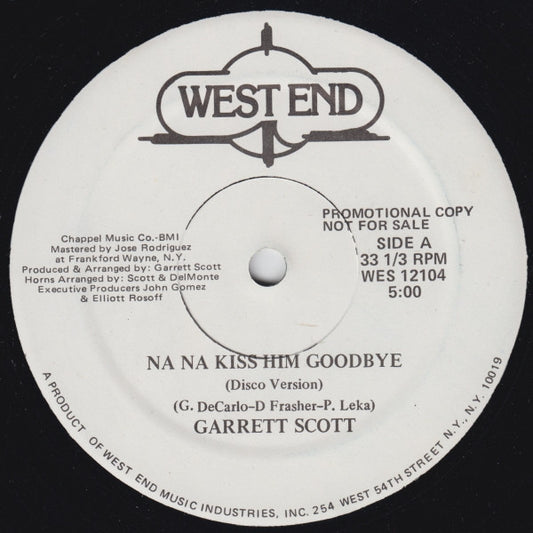 WEST END
PROMOTIONAL COPY
NOT FOR SALE
SIDE A
33 1/3 RPM
WES 12104
5:00
Chappel Music Co.-BMI
Mastered by Jose Rodriguez
at Frankford Wayne, N.Y.
Produced & Arranged by: Garrett Scott
Horns Arranged by: Scott & DelMonte
Executive Producers John Gomez
& Elliott Rosoff
NA NA KISS HIM GOODBYE
(Disco Version)
(G. DeCarlo-D Frasher-P. Leka)
GARRETT SCOTT
A PRODUCT OF WEST END MUSIC INDUSTRIES, INC. 254 WEST 54TH STREET N.Y., N.Y. 10019